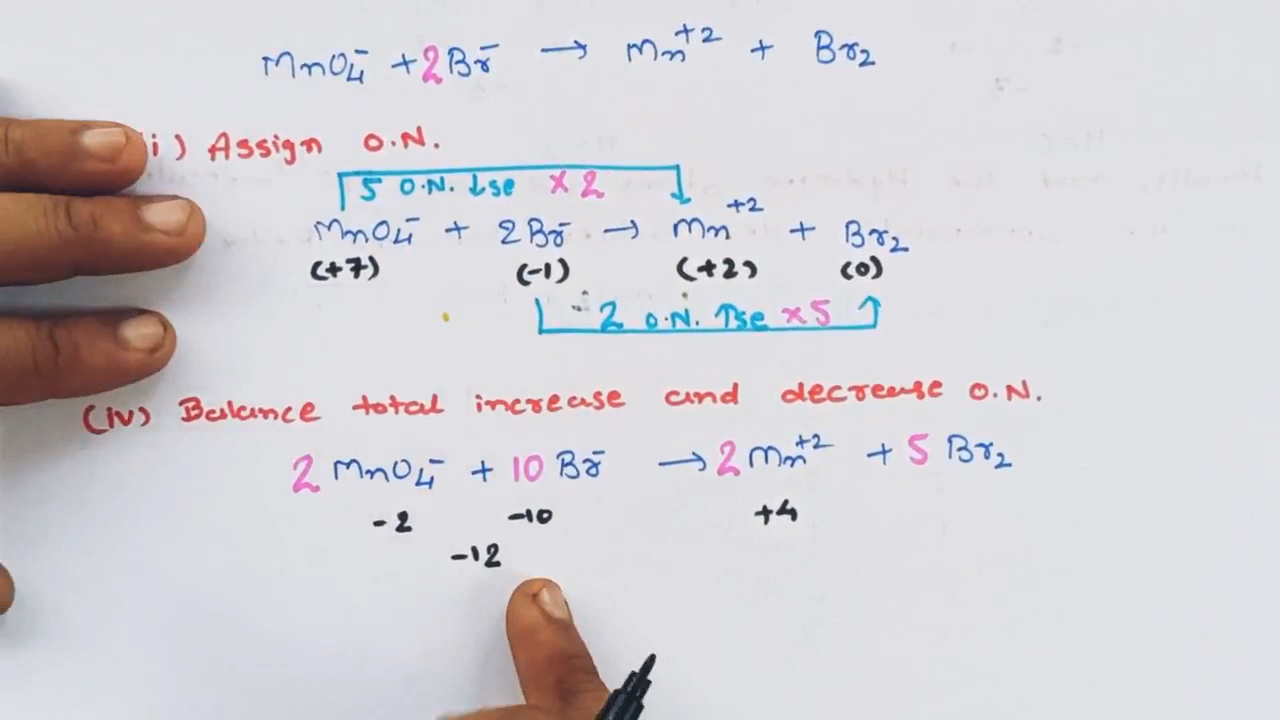 MnO₄⁻ + 2Br⁻ → Mn⁺² + Br₂
i) Assign O.N.
5 O.N. ↓se × 2
MnO₄⁻ + 2Br⁻ → Mn⁺² + Br₂
(+7) (-1) (+2) (0)
2 O.N. ↑se ×5
(iv) Balance total increase and decrease O.N.
2 MnO₄⁻ + 10 Br⁻ → 2 Mn⁺² + 5 Br₂
-2 -10 +4
-12